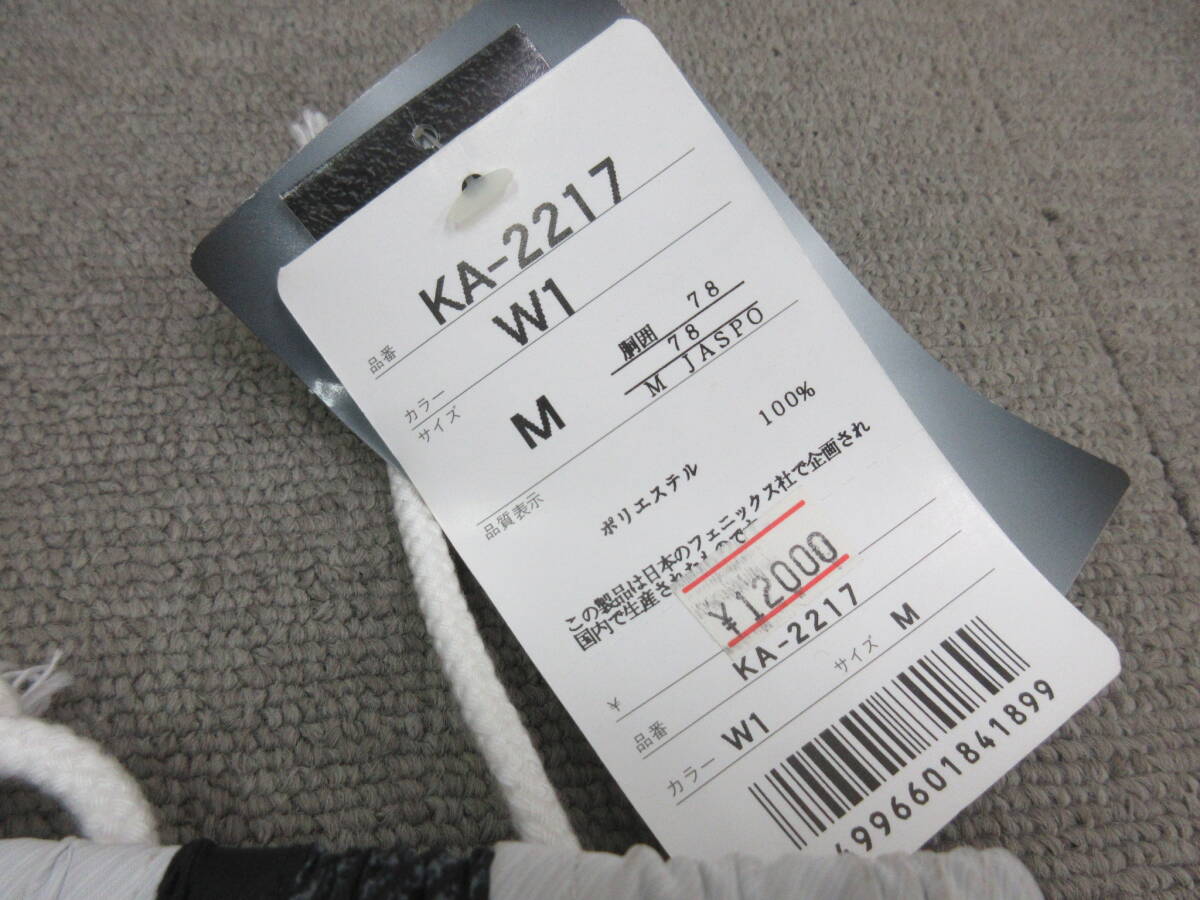 KA-2217
品番
W1
カラー
サイズ M 胴囲 78
78
M JASPO
品質表示
ポリエステル 100%
この製品は日本のフェニックス社で企画され
国内で生産されたものです
¥12000
¥
品番 KA-2217
カラー W1 サイズ M
4996601841899